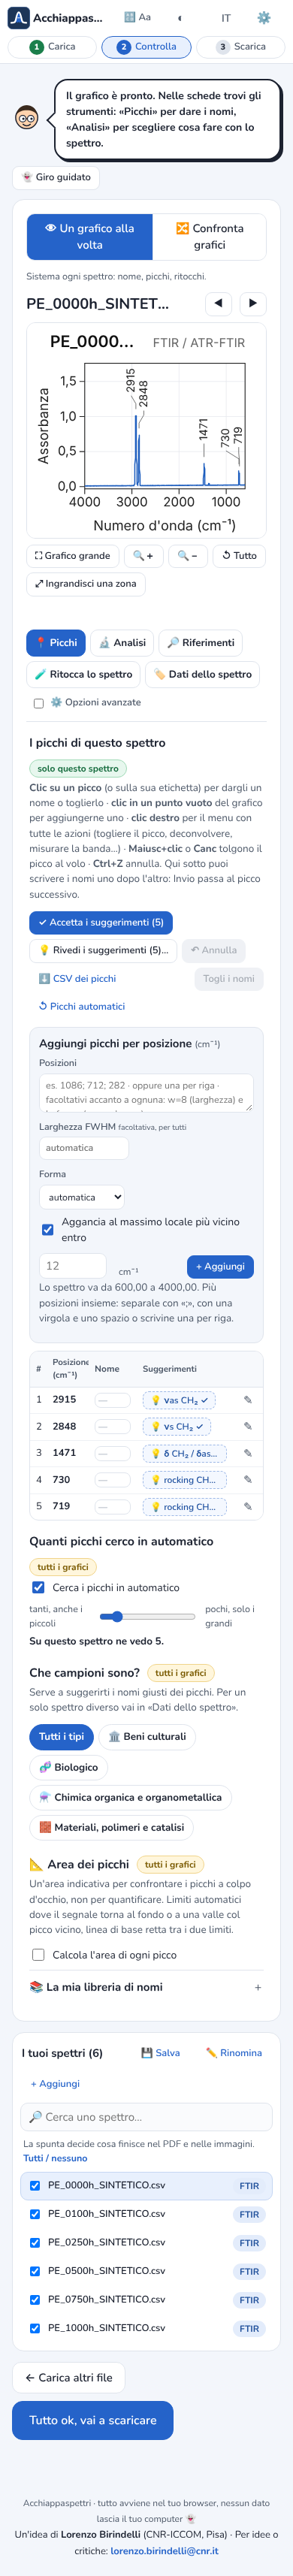 Acchiappas...
🔠 Aa
IT
1 Carica
2 Controlla
3 Scarica
Il grafico è pronto. Nelle schede trovi gli
strumenti: «Picchi» per dare i nomi,
«Analisi» per scegliere cosa fare con lo
spettro.
👻 Giro guidato
👁 Un grafico alla
volta
🔀 Confronta
grafici
Sistema ogni spettro: nome, picchi, ritocchi.
PE_0000h_SINTET...
◀ ▶
PE_0000...
FTIR / ATR-FTIR
Assorbanza
1,5
1,0
0,5
0,0
2915
2848
1471
730
719
4000 3000 2000 1000
Numero d'onda (cm⁻¹)
⛶ Grafico grande
🔍 +
🔍 −
↺ Tutto
⤢ Ingrandisci una zona
📍 Picchi
🔬 Analisi
🔎 Riferimenti
🧪 Ritocca lo spettro
🏷️ Dati dello spettro
⚙️ Opzioni avanzate
I picchi di questo spettro
solo questo spettro
Clic su un picco (o sulla sua etichetta) per dargli un
nome o toglierlo · clic in un punto vuoto del grafico
per aggiungerne uno · clic destro per il menu con
tutte le azioni (togliere il picco, deconvolvere,
misurare la banda...) · Maiusc+clic o Canc tolgono il
picco al volo · Ctrl+Z annulla. Qui sotto puoi
scrivere i nomi uno dopo l'altro: Invio passa al picco
successivo.
✓ Accetta i suggerimenti (5)
💡 Rivedi i suggerimenti (5)...
↶ Annulla
⬇️ CSV dei picchi
Togli i nomi
↺ Picchi automatici
Aggiungi picchi per posizione (cm⁻¹)
Posizioni
es. 1086; 712; 282 · oppure una per riga ·
facoltativi accanto a ognuna: w=8 (larghezza) e
Larghezza FWHM facoltativa, per tutti
automatica
Forma
automatica
Aggancia al massimo locale più vicino
entro
12
cm⁻¹
+ Aggiungi
Lo spettro va da 600,00 a 4000,00. Più
posizioni insieme: separale con «;», con una
virgola e uno spazio o scrivine una per riga.
# Posizione (cm⁻¹) Nome Suggerimenti
1 2915 — 💡 νas CH₂ ✓ ✎
2 2848 — 💡 νs CH₂ ✓ ✎
3 1471 — 💡 δ CH₂ / δas... ✎
4 730 — 💡 rocking CH... ✎
5 719 — 💡 rocking CH... ✎
Quanti picchi cerco in automatico
tutti i grafici
Cerca i picchi in automatico
tanti, anche i
piccoli
pochi, solo i
grandi
Su questo spettro ne vedo 5.
Che campioni sono? tutti i grafici
Serve a suggerirti i nomi giusti dei picchi. Per un
solo spettro diverso vai in «Dati dello spettro».
Tutti i tipi
🏛️ Beni culturali
🧬 Biologico
⚗️ Chimica organica e organometallica
🧱 Materiali, polimeri e catalisi
📐 Area dei picchi tutti i grafici
Un'area indicativa per confrontare i picchi a colpo
d'occhio, non per quantificare. Limiti automatici
dove il segnale torna al fondo o a una valle col
picco vicino, linea di base retta tra i due limiti.
Calcola l'area di ogni picco
📚 La mia libreria di nomi +
I tuoi spettri (6)
💾 Salva
✏️ Rinomina
+ Aggiungi
🔎 Cerca uno spettro...
La spunta decide cosa finisce nel PDF e nelle immagini.
Tutti / nessuno
PE_0000h_SINTETICO.csv FTIR
PE_0100h_SINTETICO.csv FTIR
PE_0250h_SINTETICO.csv FTIR
PE_0500h_SINTETICO.csv FTIR
PE_0750h_SINTETICO.csv FTIR
PE_1000h_SINTETICO.csv FTIR
← Carica altri file
Tutto ok, vai a scaricare
Acchiappaspettri · tutto avviene nel tuo browser, nessun dato
lascia il tuo computer 👻
Un'idea di Lorenzo Birindelli (CNR-ICCOM, Pisa) · Per idee o
critiche: lorenzo.birindelli@cnr.it